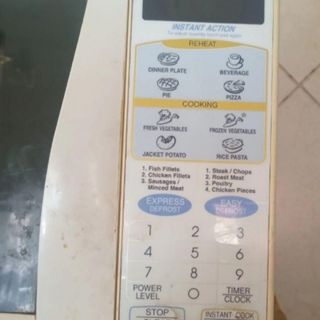 INSTANT ACTION
REHEAT
DINNER PLATE
BEVERAGE
PIE
PIZZA
COOKING
FRESH VEGETABLES
FROZEN VEGETABLES
JACKET POTATO
RICE PASTA
1. Fish Fillets
2. Chicken Fillets
3. Sausages /
Minced Meat
1. Steak / Chops
2. Roast Meat
3. Poultry
4. Chicken Pieces
EXPRESS
DEFROST
EASY
DEFROST
1 2 3
4 5 6
7 8 9
POWER
LEVEL
0
TIMER
CLOCK
STOP
INSTANT COOK